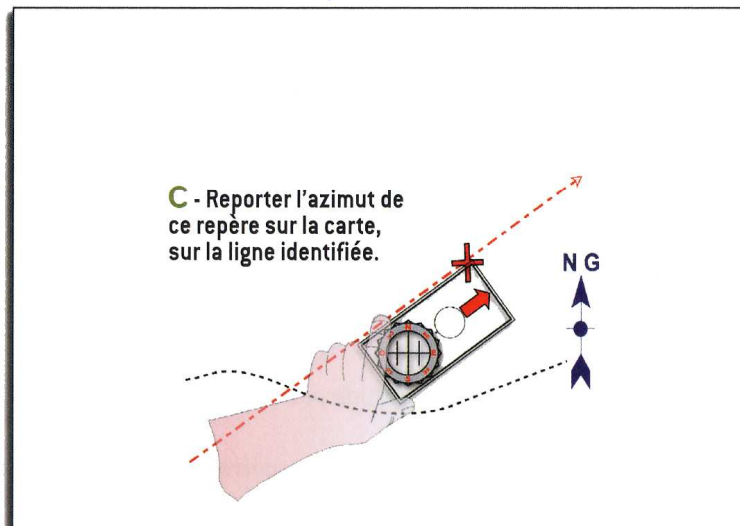 C - Reporter l'azimut de
ce repère sur la carte,
sur la ligne identifiée.
N G